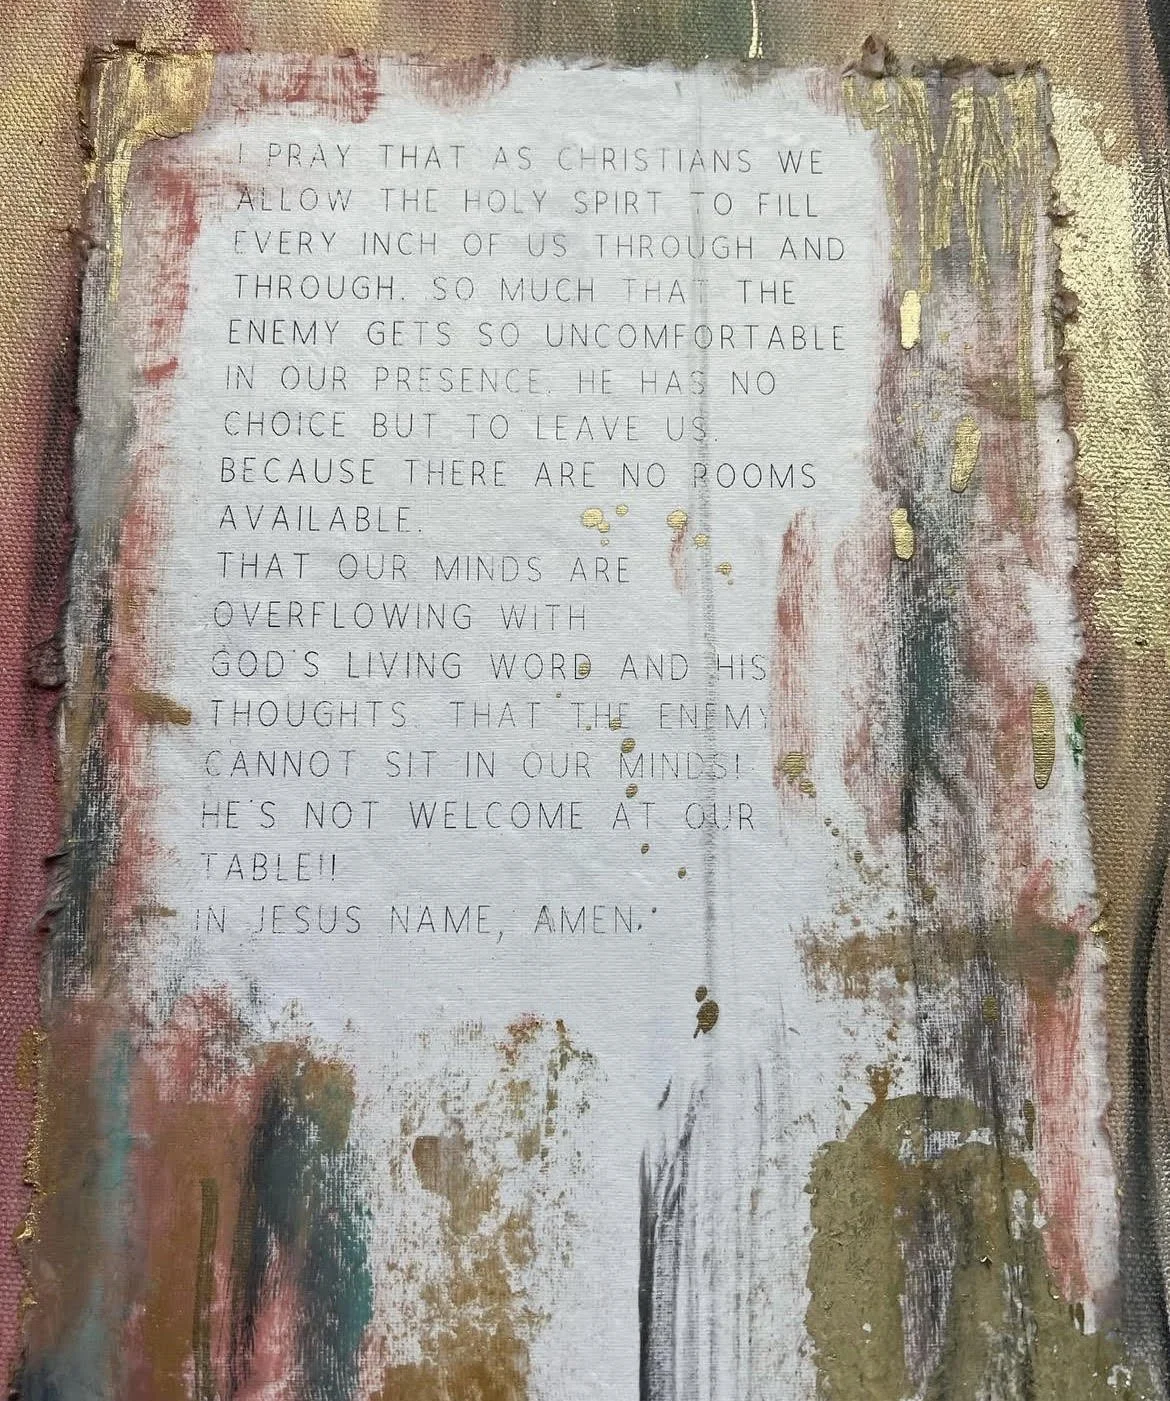 I PRAY THAT AS CHRISTIANS WE
ALLOW THE HOLY SPIRT TO FILL
EVERY INCH OF US THROUGH AND
THROUGH. SO MUCH THAT THE
ENEMY GETS SO UNCOMFORTABLE
IN OUR PRESENCE. HE HAS NO
CHOICE BUT TO LEAVE US.
BECAUSE THERE ARE NO ROOMS
AVAILABLE.
THAT OUR MINDS ARE
OVERFLOWING WITH
GOD'S LIVING WORD AND HIS
THOUGHTS. THAT THE ENEMY
CANNOT SIT IN OUR MINDS!
HE'S NOT WELCOME AT OUR
TABLE!!
IN JESUS NAME, AMEN.